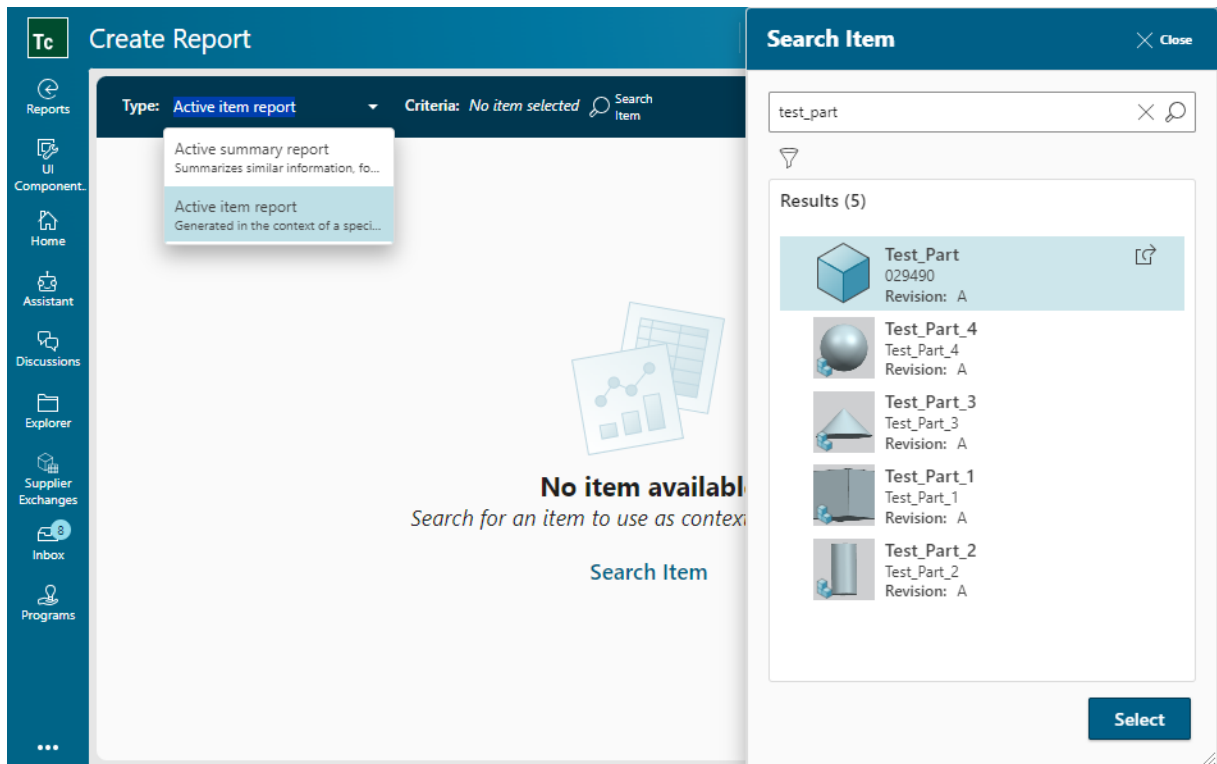 Tc
Create Report
Reports
UI
Component..
Home
Assistant
Discussions
Explorer
Supplier
Exchanges
8
Inbox
Programs
Type: Active item report
Criteria: No item selected
Search
Item
Active summary report
Summarizes similar information, fo...
Active item report
Generated in the context of a speci...
No item availabl
Search for an item to use as contex
Search Item
Search Item
Close
test_part
Results (5)
Test_Part
029490
Revision: A
Test_Part_4
Test_Part_4
Revision: A
Test_Part_3
Test_Part_3
Revision: A
Test_Part_1
Test_Part_1
Revision: A
Test_Part_2
Test_Part_2
Revision: A
Select